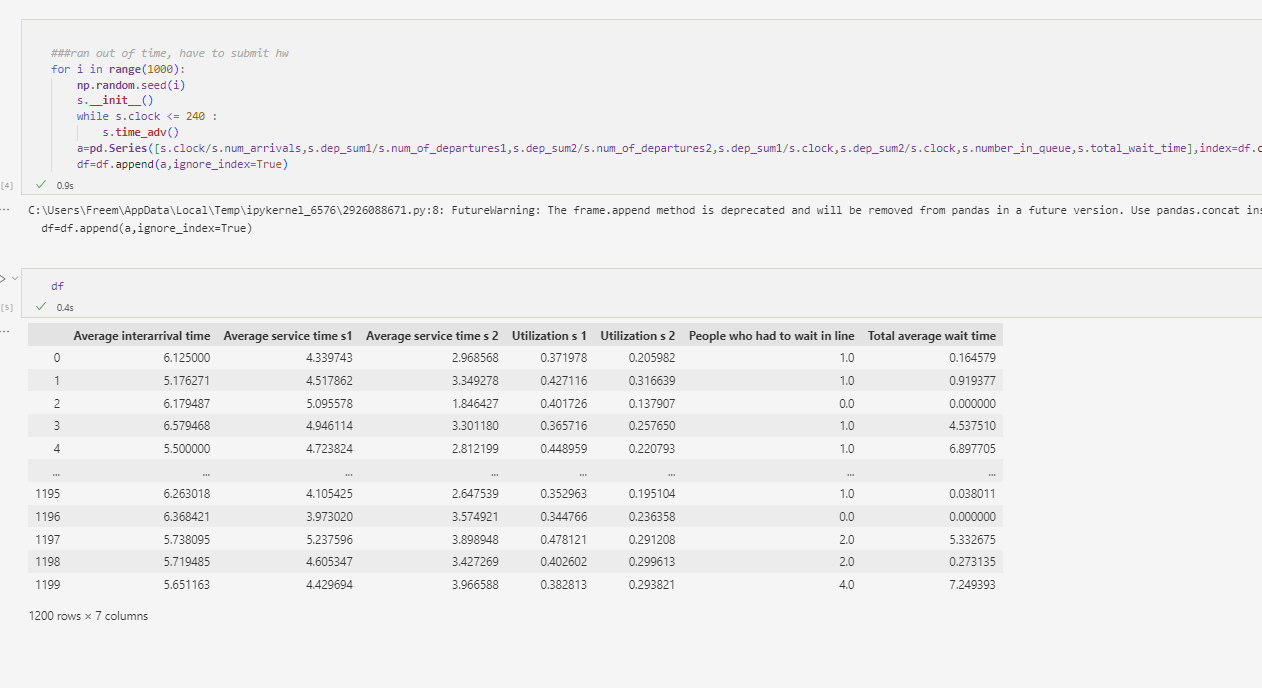 ###ran out of time, have to submit hw
for i in range(1000):
np.random.seed(i)
s.__init__()
while s.clock <= 240 :
s.time_adv()
a=pd.Series([s.clock/s.num_arrivals,s.dep_sum1/s.num_of_departures1,s.dep_sum2/s.num_of_departures2,s.dep_sum1/s.clock,s.dep_sum2/s.clock,s.number_in_queue,s.total_wait_time],index=df.c
df=df.append(a,ignore_index=True)
[4] ✓ 0.9s
... C:\Users\Freem\AppData\Local\Temp\ipykernel_6576\2926088671.py:8: FutureWarning: The frame.append method is deprecated and will be removed from pandas in a future version. Use pandas.concat ins
df=df.append(a,ignore_index=True)
df
[5] ✓ 0.4s
...
Average interarrival time Average service time s1 Average service time s 2 Utilization s 1 Utilization s 2 People who had to wait in line Total average wait time
0 6.125000 4.339743 2.968568 0.371978 0.205982 1.0 0.164579
1 5.176271 4.517862 3.349278 0.427116 0.316639 1.0 0.919377
2 6.179487 5.095578 1.846427 0.401726 0.137907 0.0 0.000000
3 6.579468 4.946114 3.301180 0.365716 0.257650 1.0 4.537510
4 5.500000 4.723824 2.812199 0.448959 0.220793 1.0 6.897705
... ... ... ... ... ... ... ...
1195 6.263018 4.105425 2.647539 0.352963 0.195104 1.0 0.038011
1196 6.368421 3.973020 3.574921 0.344766 0.236358 0.0 0.000000
1197 5.738095 5.237596 3.898948 0.478121 0.291208 2.0 5.332675
1198 5.719485 4.605347 3.427269 0.402602 0.299613 2.0 0.273135
1199 5.651163 4.429694 3.966588 0.382813 0.293821 4.0 7.249393
1200 rows × 7 columns